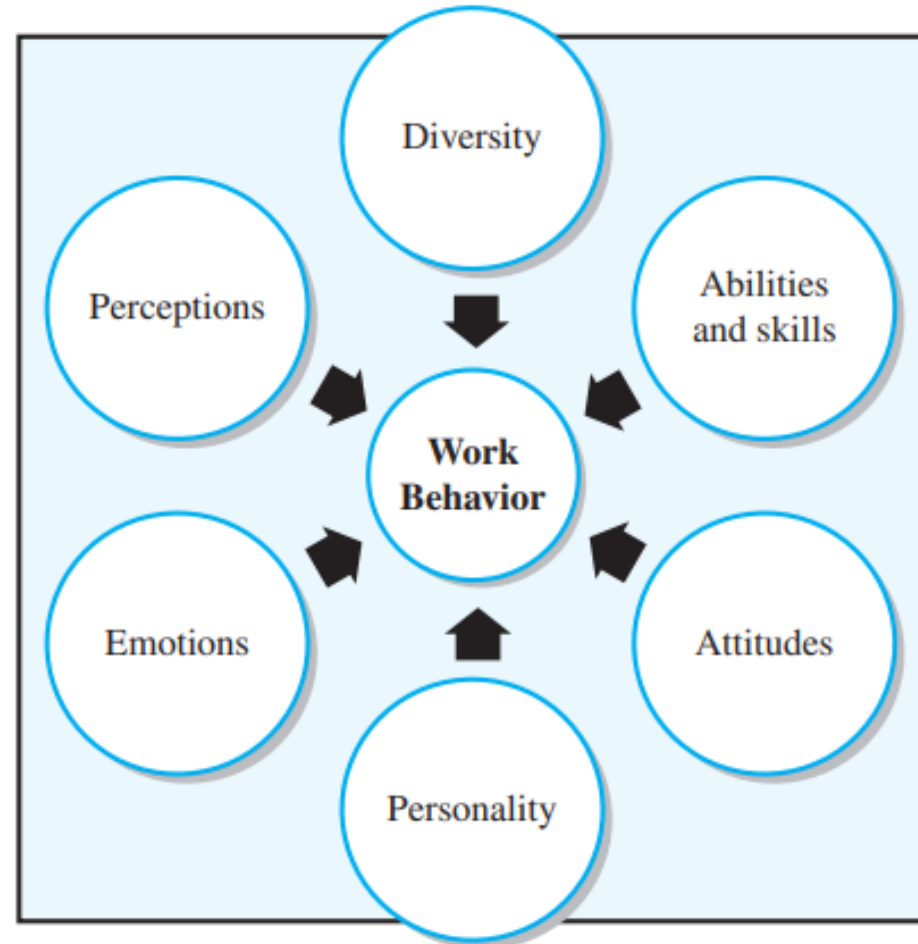 Diversity
Perceptions
Abilities
and skills
Work
Behavior
Emotions
Attitudes
Personality